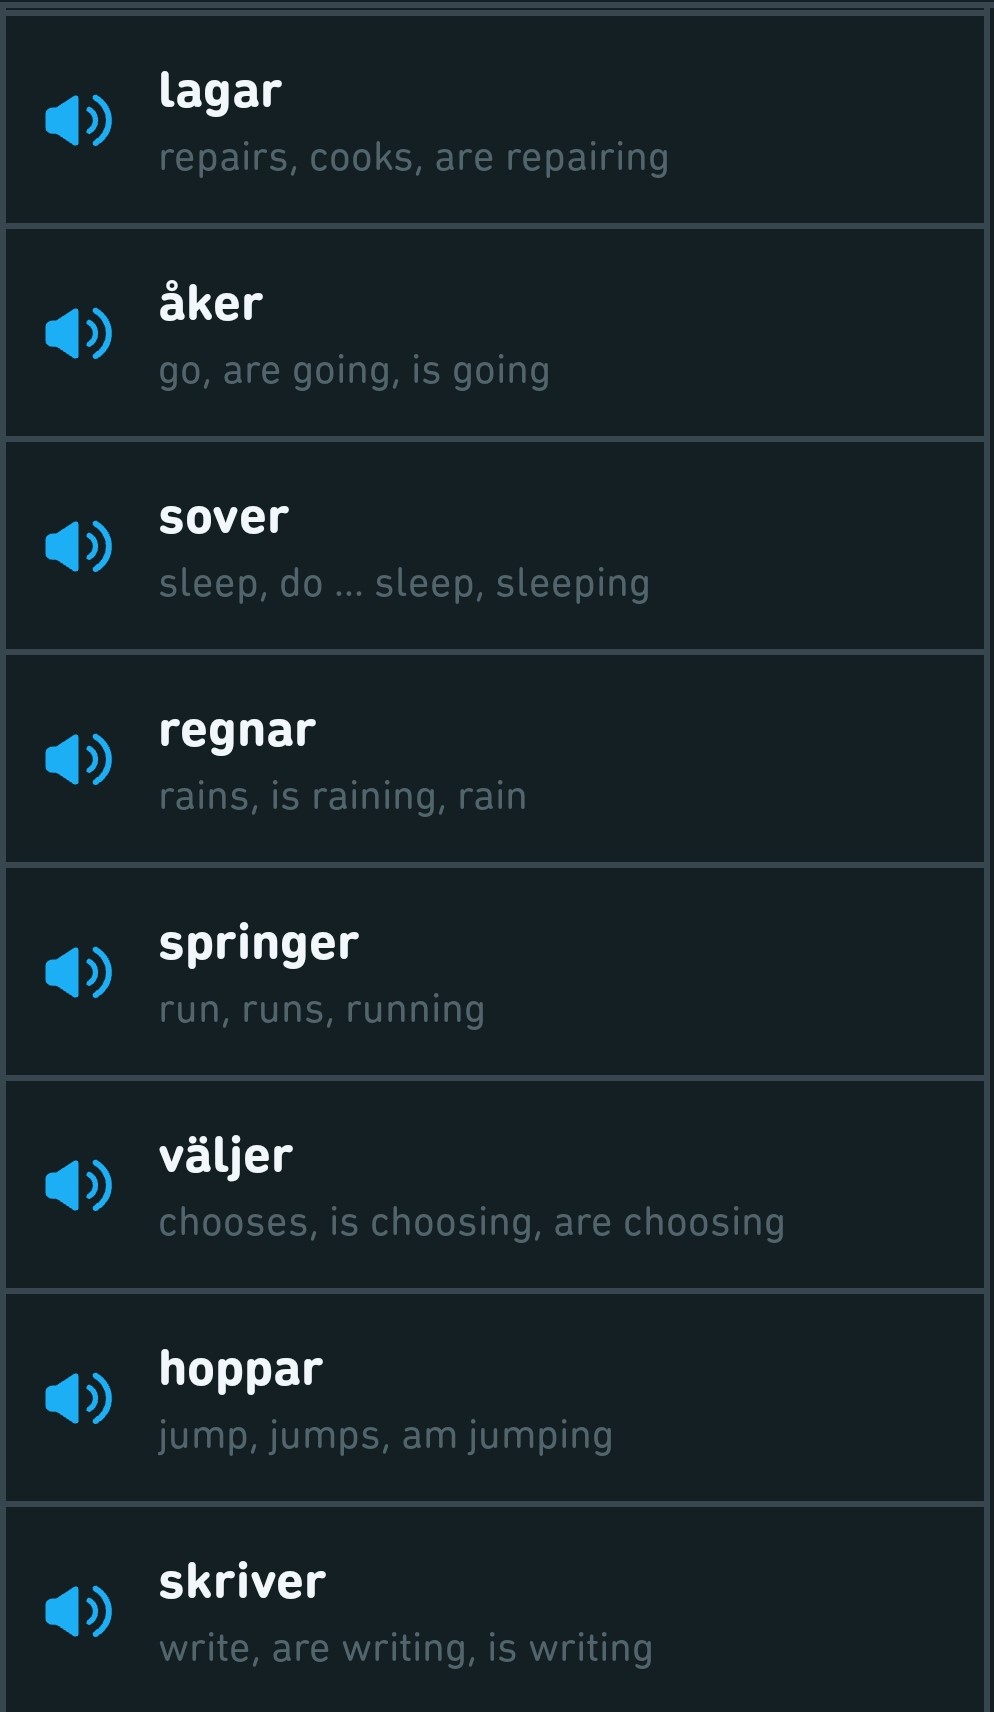 lagar
repairs, cooks, are repairing
åker
go, are going, is going
sover
sleep, do ... sleep, sleeping
regnar
rains, is raining, rain
springer
run, runs, running
väljer
chooses, is choosing, are choosing
hoppar
jump, jumps, am jumping
skriver
write, are writing, is writing